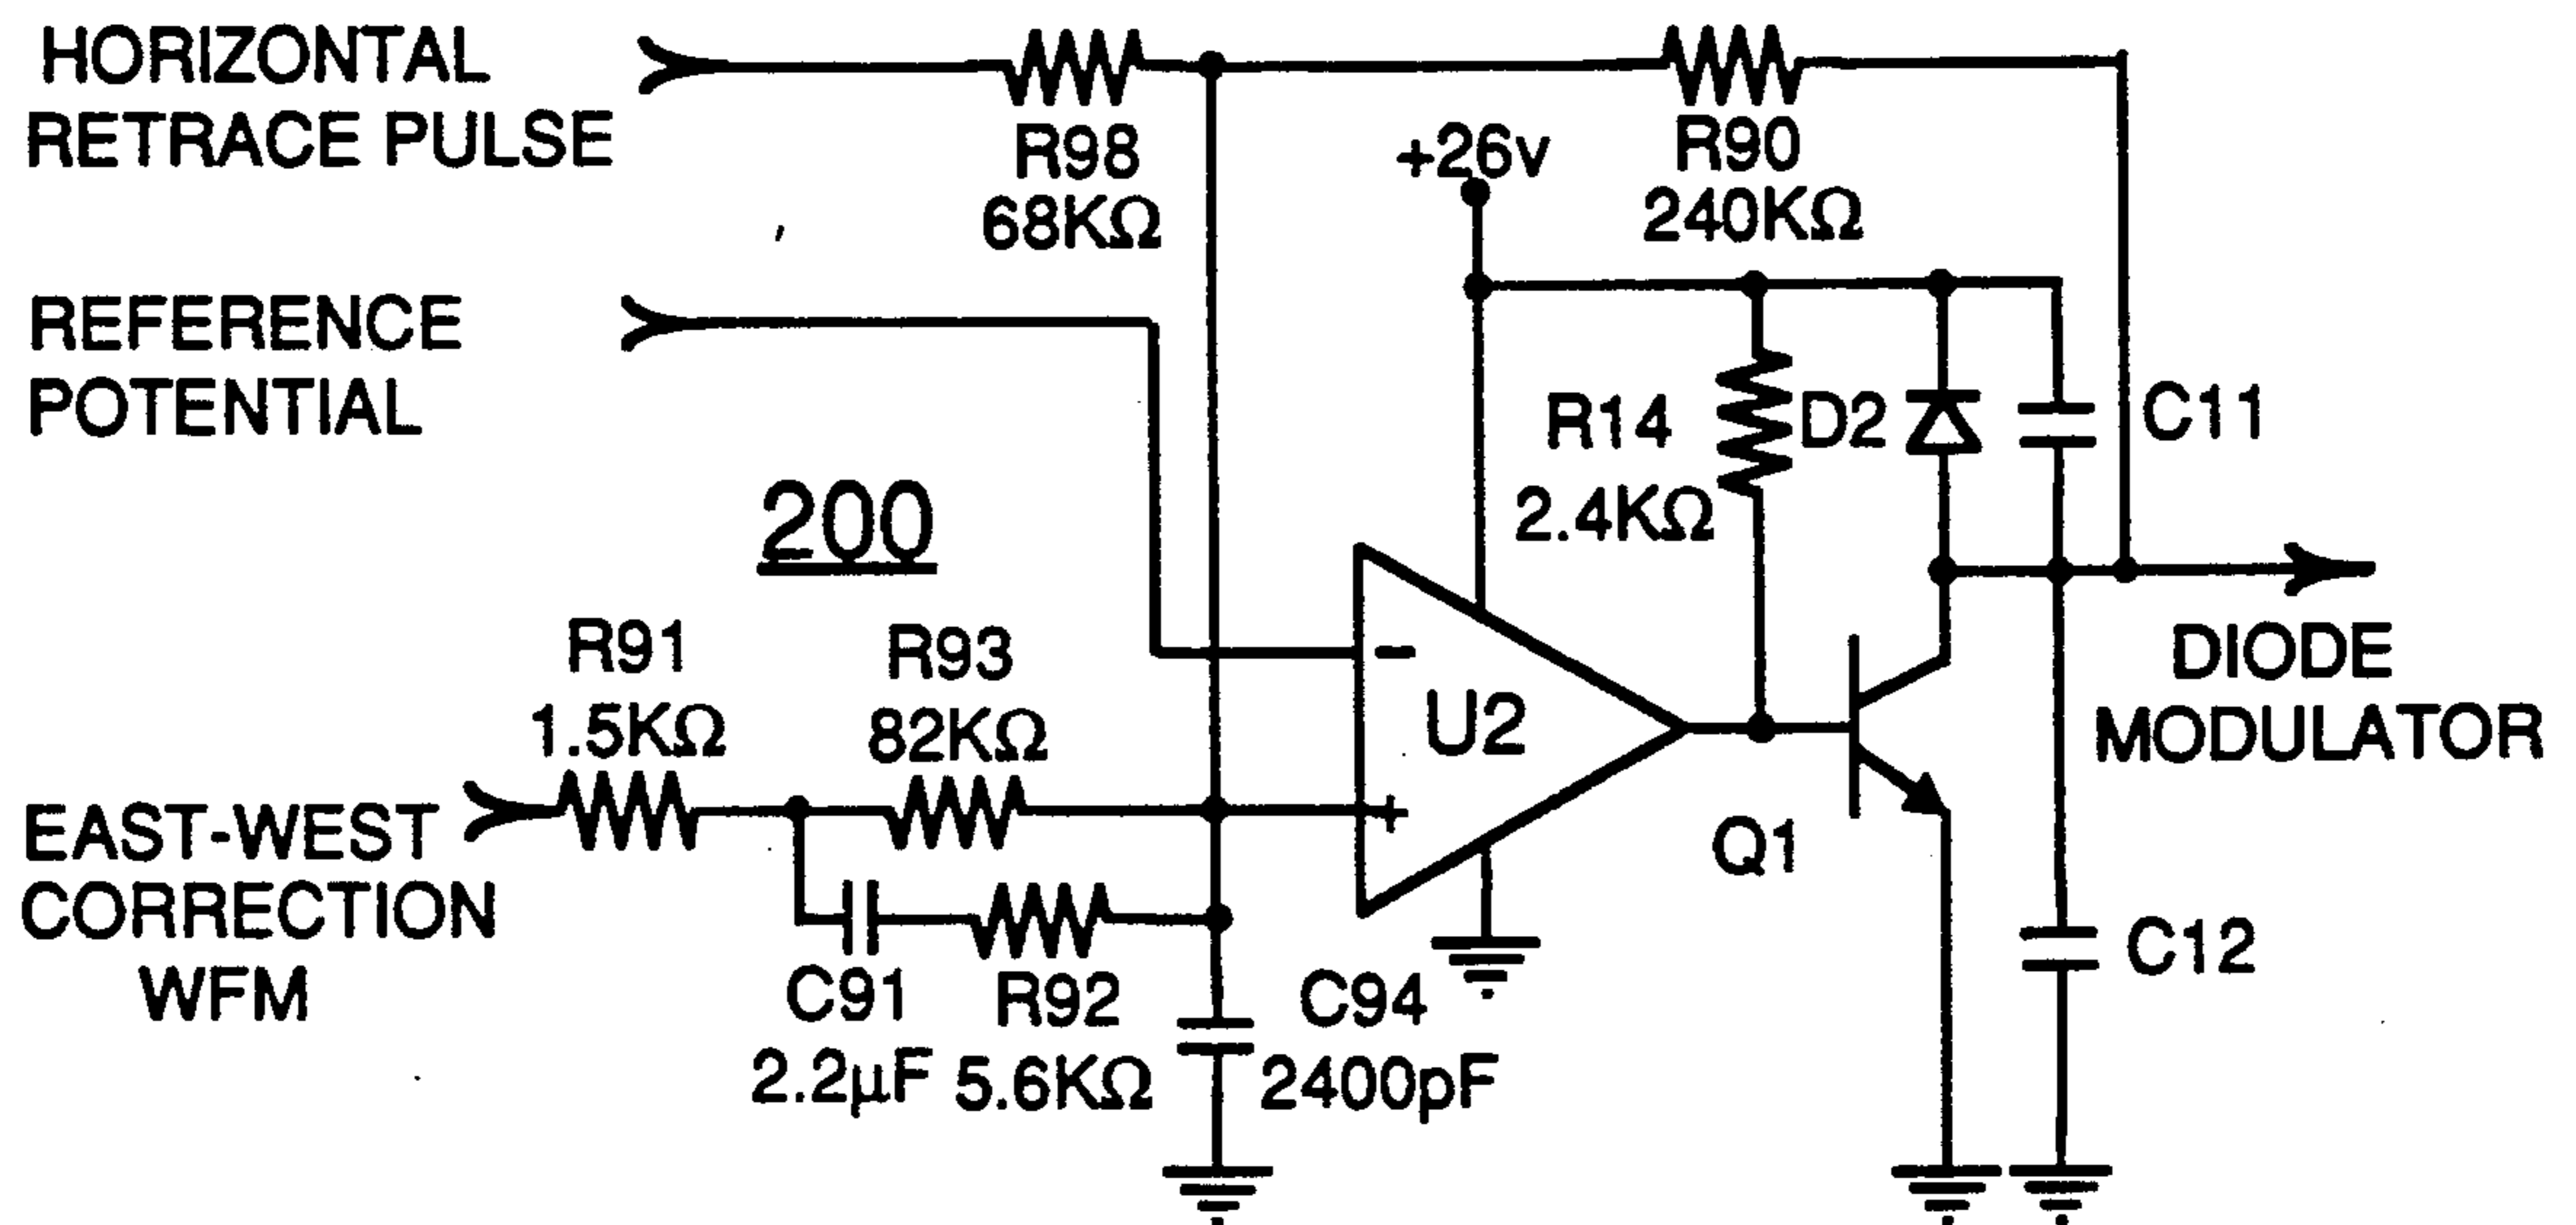 HORIZONTAL
RETRACE PULSE
R98
68KΩ
+26v
R90
240KΩ
REFERENCE
POTENTIAL
200
R14
2.4KΩ
D2
C11
R91
1.5KΩ
R93
82KΩ
-
U2
+
DIODE
MODULATOR
Q1
EAST-WEST
CORRECTION
WFM
C91
2.2µF
R92
5.6KΩ
C94
2400pF
C12